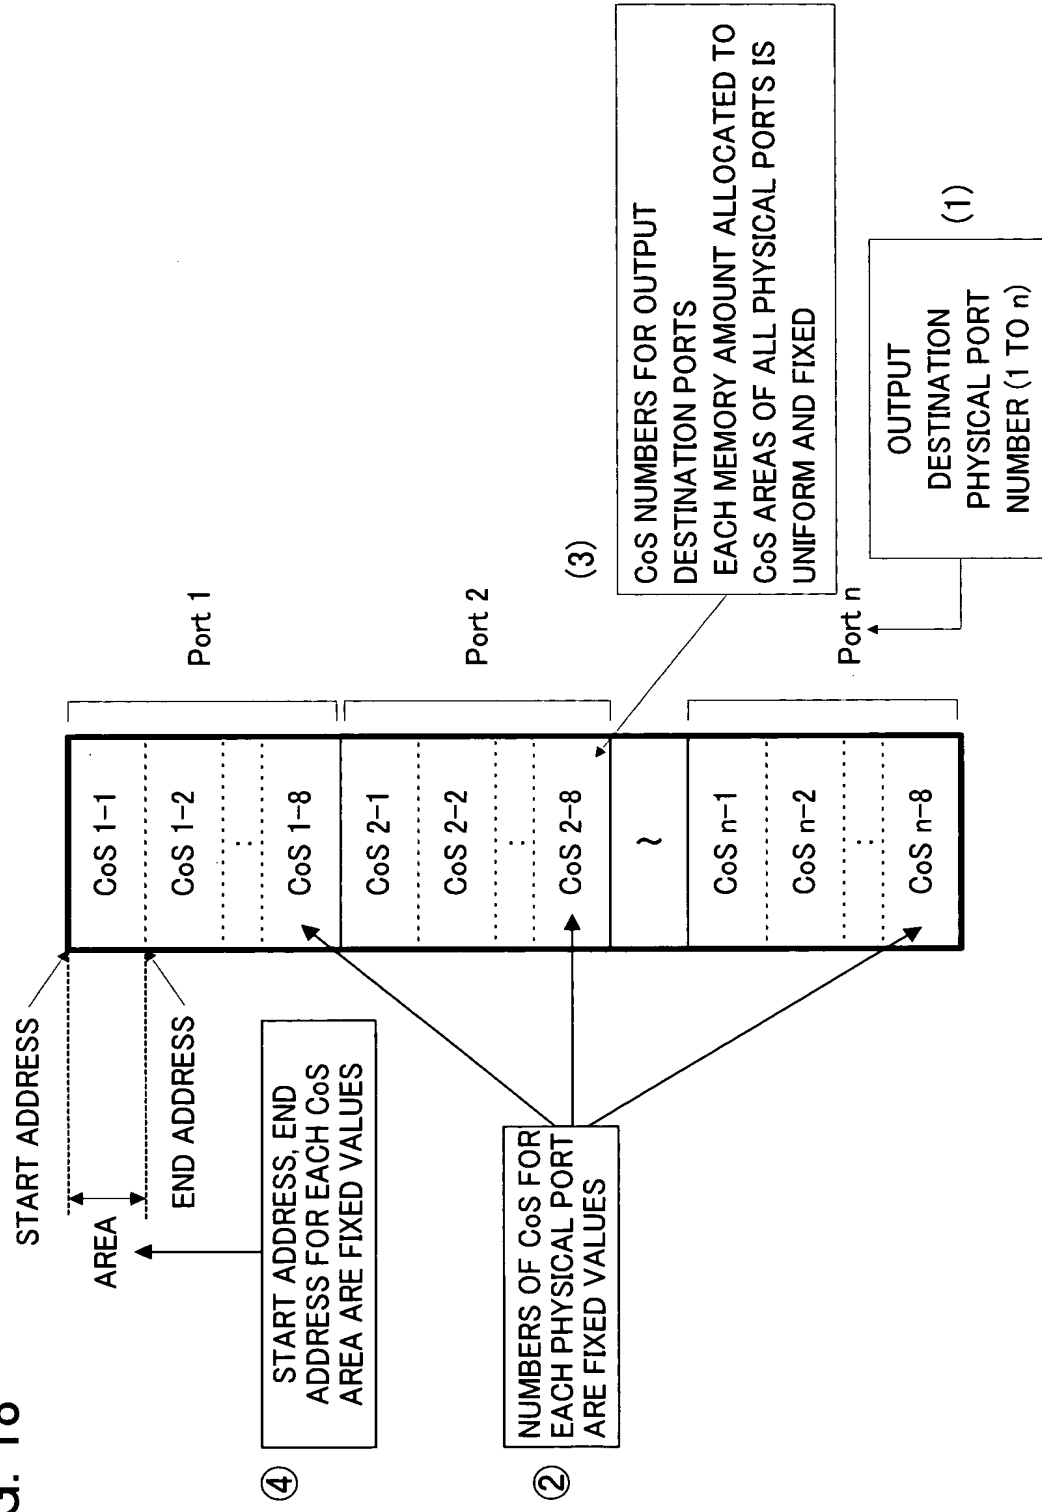 G. 18
START ADDRESS
AREA
END ADDRESS
④
START ADDRESS, END
ADDRESS FOR EACH CoS
AREA ARE FIXED VALUES
②
NUMBERS OF CoS FOR
EACH PHYSICAL PORT
ARE FIXED VALUES
CoS 1-1
CoS 1-2
CoS 1-8
CoS 2-1
CoS 2-2
CoS 2-8
~
CoS n-1
CoS n-2
CoS n-8
Port 1
Port 2
Port n
(3)
CoS NUMBERS FOR OUTPUT
DESTINATION PORTS
EACH MEMORY AMOUNT ALLOCATED TO
CoS AREAS OF ALL PHYSICAL PORTS IS
UNIFORM AND FIXED
(1)
OUTPUT
DESTINATION
PHYSICAL PORT
NUMBER (1 TO n)